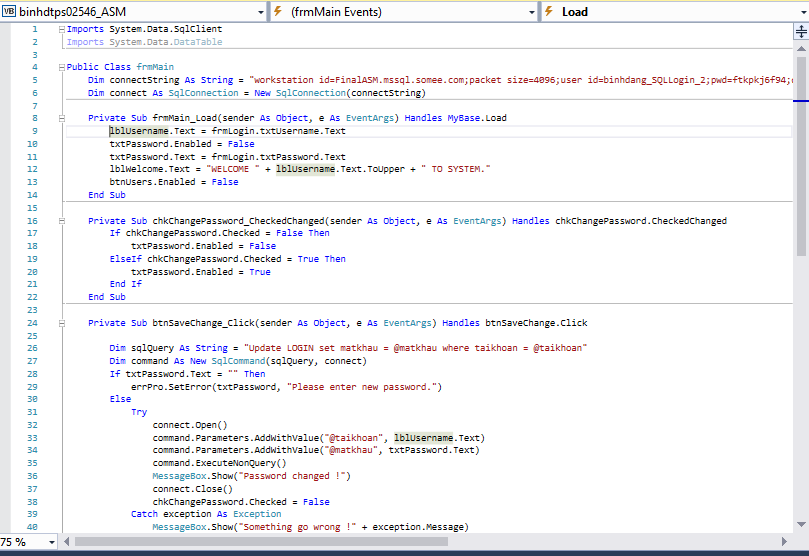 VB binhdtps02546_ASM (frmMain Events) Load
1 Imports System.Data.SqlClient
2 Imports System.Data.DataTable
3
4 Public Class frmMain
5 Dim connectString As String = "workstation id=FinalASM.mssql.somee.com;packet size=4096;user id=binhdang_SQLLogin_2;pwd=ftkpkj6f94;
6 Dim connect As SqlConnection = New SqlConnection(connectString)
7
8 Private Sub frmMain_Load(sender As Object, e As EventArgs) Handles MyBase.Load
9 lblUsername.Text = frmLogin.txtUsername.Text
10 txtPassword.Enabled = False
11 txtPassword.Text = frmLogin.txtPassword.Text
12 lblWelcome.Text = "WELCOME " + lblUsername.Text.ToUpper + " TO SYSTEM."
13 btnUsers.Enabled = False
14 End Sub
15
16 Private Sub chkChangePassword_CheckedChanged(sender As Object, e As EventArgs) Handles chkChangePassword.CheckedChanged
17 If chkChangePassword.Checked = False Then
18 txtPassword.Enabled = False
19 ElseIf chkChangePassword.Checked = True Then
20 txtPassword.Enabled = True
21 End If
22 End Sub
23
24 Private Sub btnSaveChange_Click(sender As Object, e As EventArgs) Handles btnSaveChange.Click
25
26 Dim sqlQuery As String = "Update LOGIN set matkhau = @matkhau where taikhoan = @taikhoan"
27 Dim command As New SqlCommand(sqlQuery, connect)
28 If txtPassword.Text = "" Then
29 errPro.SetError(txtPassword, "Please enter new password.")
30 Else
31 Try
32 connect.Open()
33 command.Parameters.AddWithValue("@taikhoan", lblUsername.Text)
34 command.Parameters.AddWithValue("@matkhau", txtPassword.Text)
35 command.ExecuteNonQuery()
36 MessageBox.Show("Password changed !")
37 connect.Close()
38 chkChangePassword.Checked = False
39 Catch exception As Exception
40 MessageBox.Show("Something go wrong !" + exception.Message)
75 %